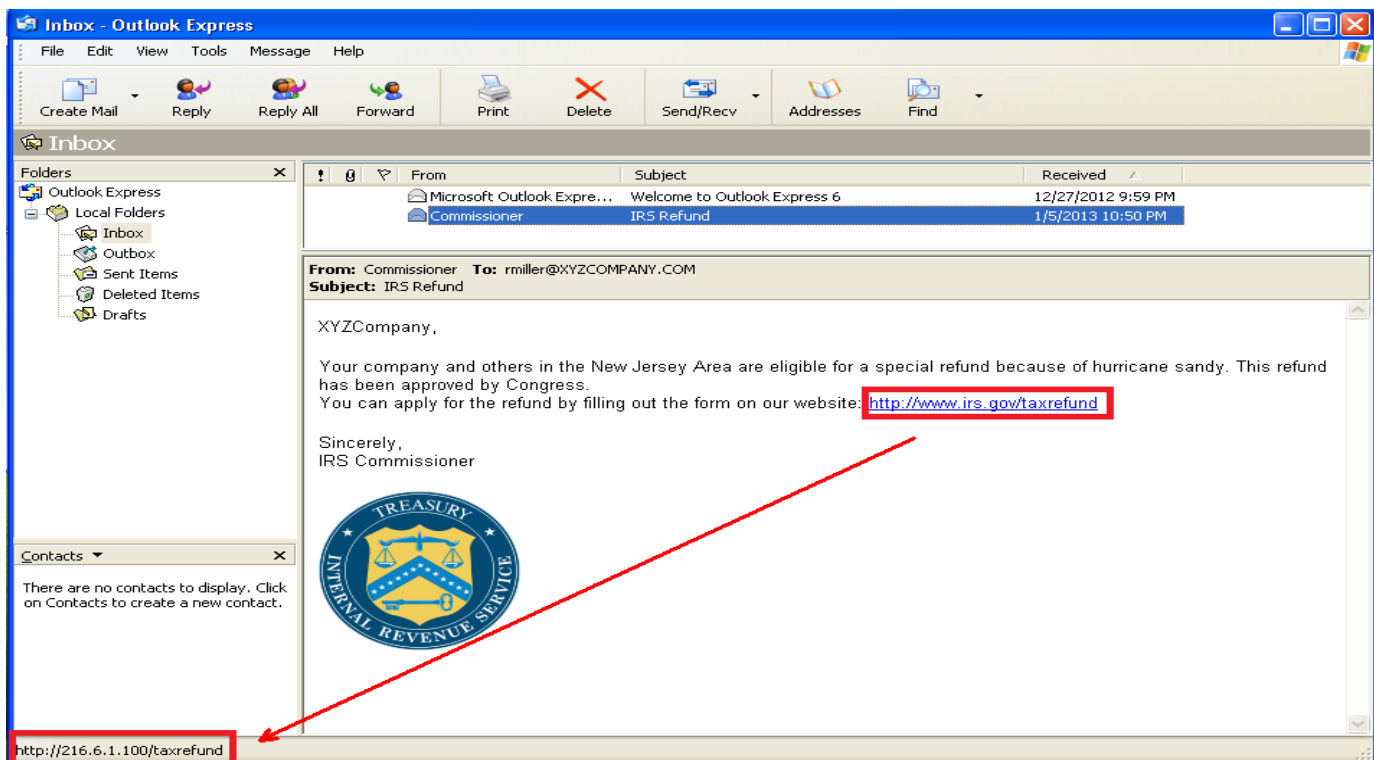 Inbox - Outlook Express
File Edit View Tools Message Help
Create Mail Reply Reply All Forward Print Delete Send/Recv Addresses Find
Inbox
Folders
Outlook Express
Local Folders
Inbox
Outbox
Sent Items
Deleted Items
Drafts
! From Subject Received
Microsoft Outlook Expre... Welcome to Outlook Express 6 12/27/2012 9:59 PM
Commissioner IRS Refund 1/5/2013 10:50 PM
From: Commissioner To: rmiller@XYZCOMPANY.COM
Subject: IRS Refund
XYZCompany,
Your company and others in the New Jersey Area are eligible for a special refund because of hurricane sandy. This refund
has been approved by Congress.
You can apply for the refund by filling out the form on our website: http://www.irs.gov/taxrefund
Sincerely,
IRS Commissioner
TREASURY
INTERNAL REVENUE SERVICE
Contacts
There are no contacts to display. Click
on Contacts to create a new contact.
http://216.6.1.100/taxrefund